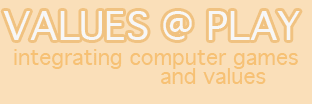 VALUES @ PLAY
integrating computer games
and values